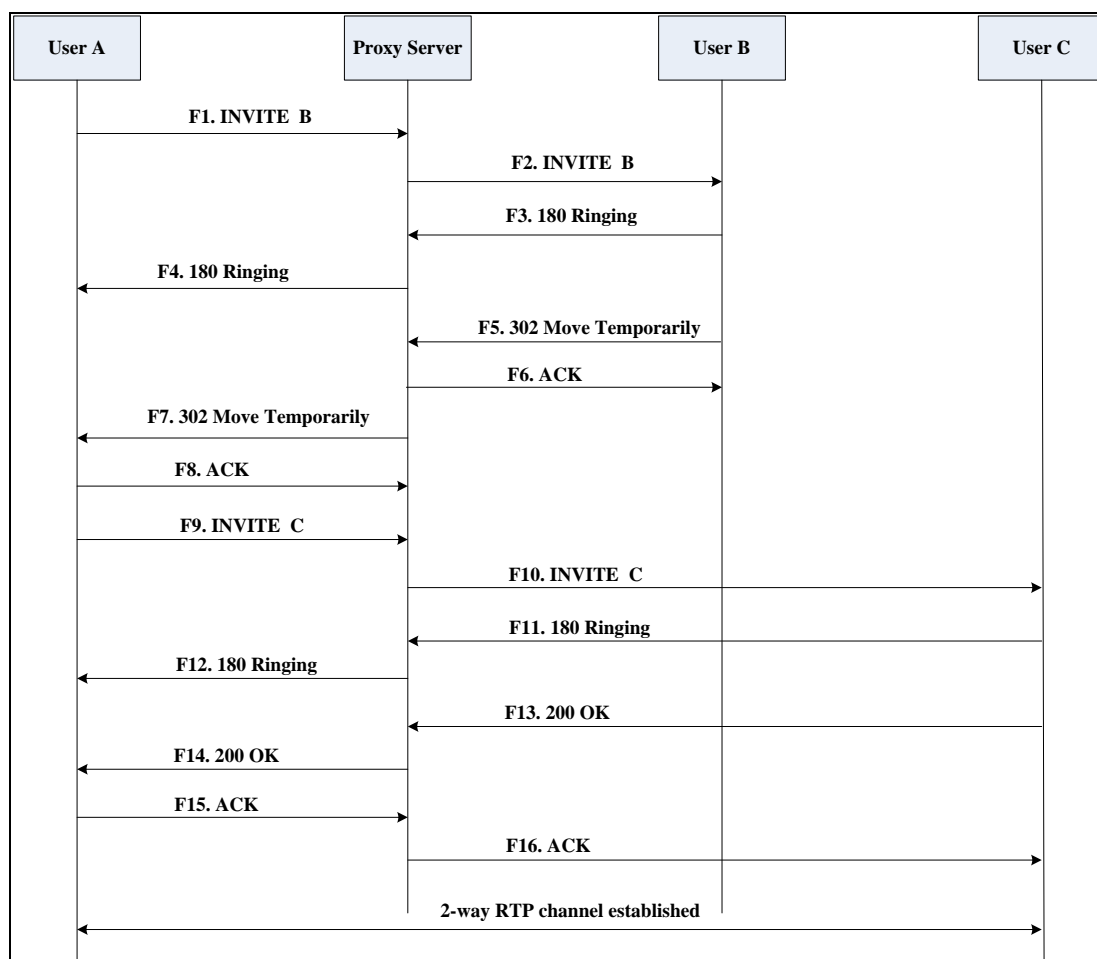 User A
Proxy Server
User B
User C
F1. INVITE B
F2. INVITE B
F3. 180 Ringing
F4. 180 Ringing
F5. 302 Move Temporarily
F6. ACK
F7. 302 Move Temporarily
F8. ACK
F9. INVITE C
F10. INVITE C
F11. 180 Ringing
F12. 180 Ringing
F13. 200 OK
F14. 200 OK
F15. ACK
F16. ACK
2-way RTP channel established